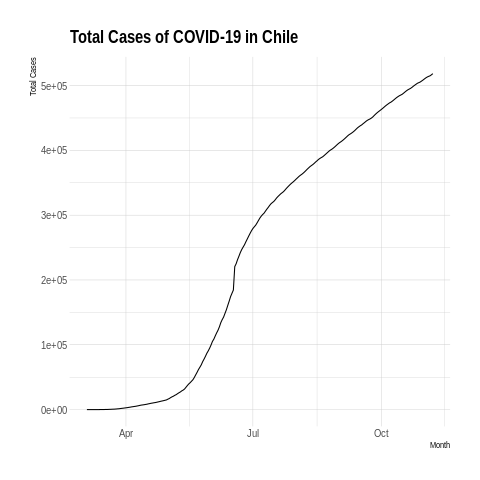 Total Cases of COVID-19 in Chile
Total Cases
5e+05
4e+05
3e+05
2e+05
1e+05
0e+00
Apr Jul Oct
Month